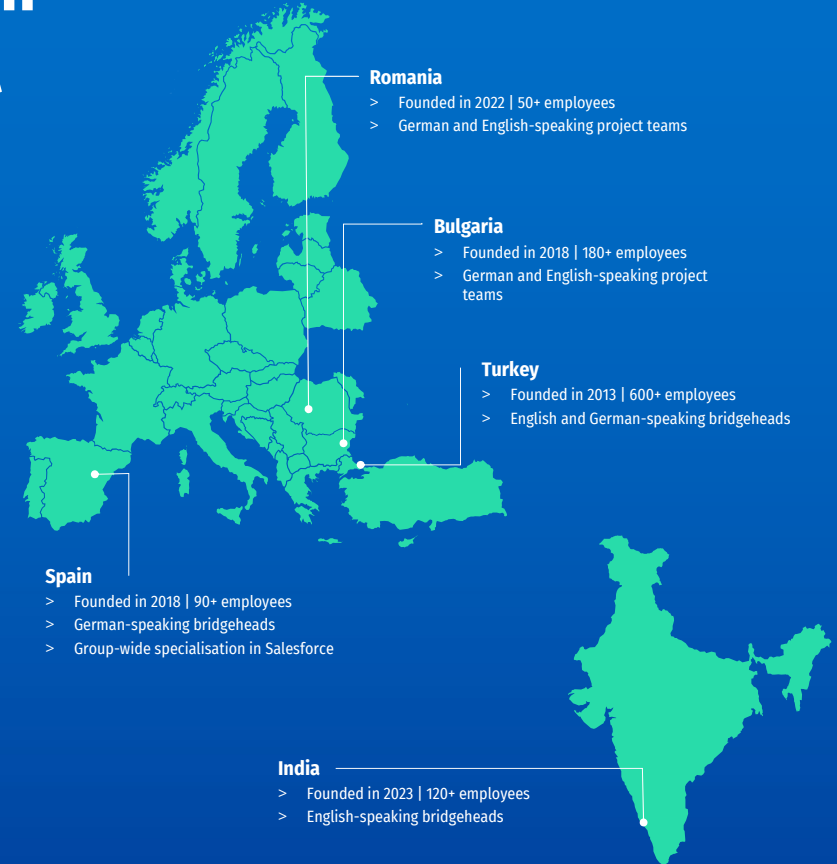 Romania
> Founded in 2022 | 50+ employees
> German and English-speaking project teams
Bulgaria
> Founded in 2018 | 180+ employees
> German and English-speaking project
teams
Turkey
> Founded in 2013 | 600+ employees
> English and German-speaking bridgeheads
Spain
> Founded in 2018 | 90+ employees
> German-speaking bridgeheads
> Group-wide specialisation in Salesforce
India
> Founded in 2023 | 120+ employees
> English-speaking bridgeheads